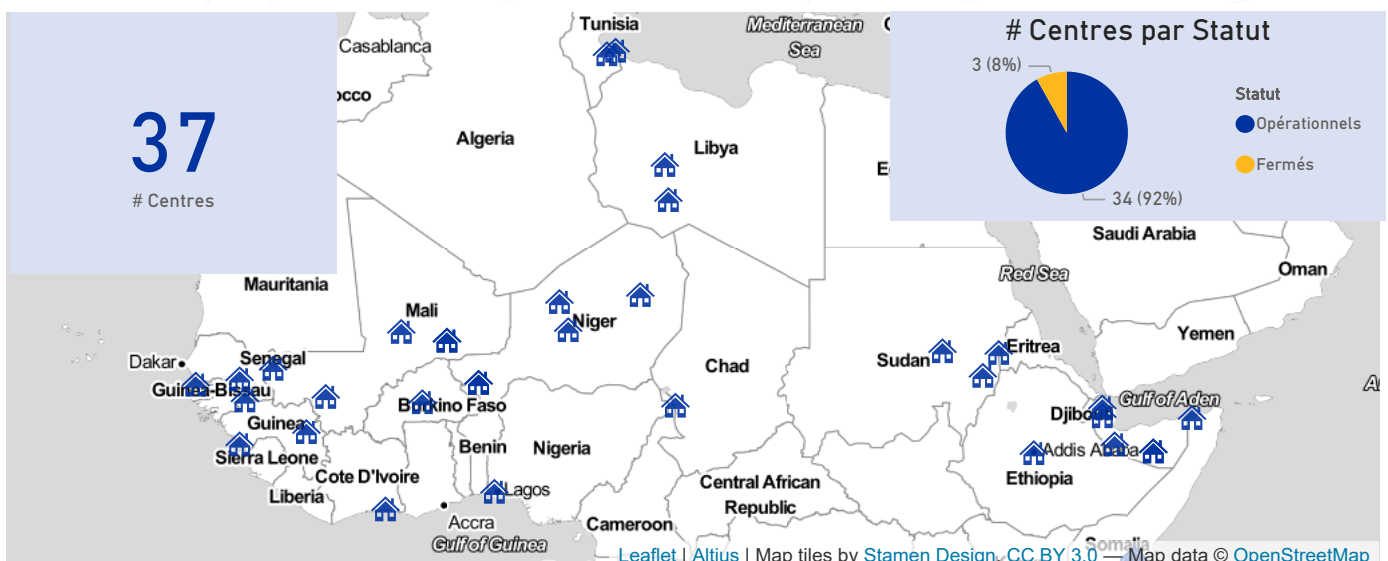 37
# Centres
# Centres par Statut
3 (8%)
34 (92%)
Statut
Opérationnels
Fermés
Tunisia
Mediterranean
Sea
Casablanca
occo
Algeria
Libya
E
Saudi Arabia
Red Sea
Oman
Mauritania
Mali
Niger
Yemen
Chad
Sudan
Eritrea
Dakar
Senegal
Guinea-Bissau
Burkino Faso
Djibouti
Gulf of Aden
A
Guinea
Benin
Nigeria
Addis Ababa
Sierra Leone
Cote D'Ivoire
Ethiopia
Liberia
Lagos
Central African
Republic
Accra
Cameroon
Gulf of Guinea
Somalia
Leaflet | Altius | Map tiles by Stamen Design, CC BY 3.0 — Map data © OpenStreetMap